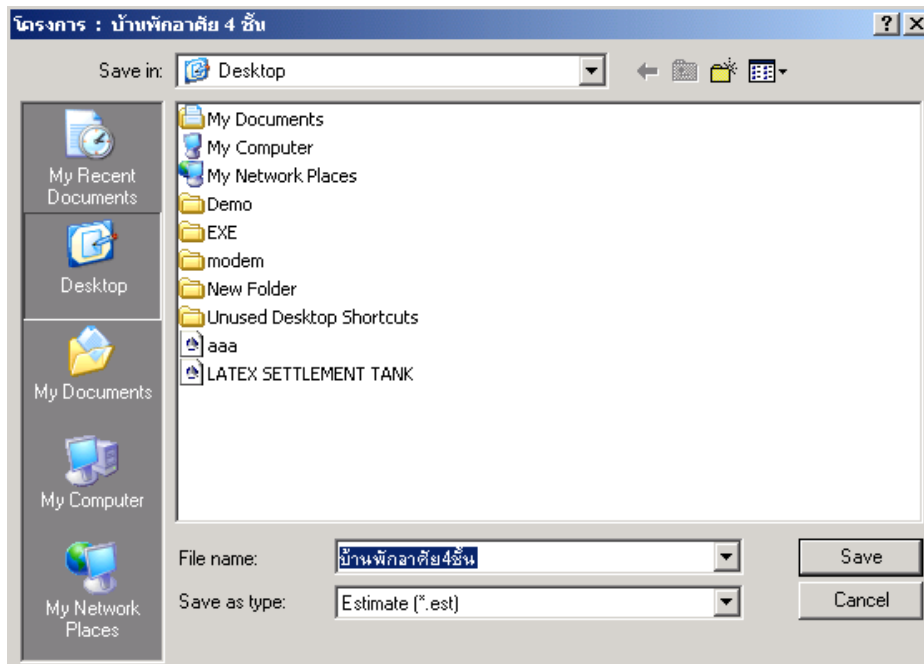 โครงการ : บ้านพักอาศัย 4 ชั้น
Save in:
Desktop
My Recent
Documents
Desktop
My Documents
My Computer
My Network
Places
My Documents
My Computer
My Network Places
Demo
EXE
modem
New Folder
Unused Desktop Shortcuts
aaa
LATEX SETTLEMENT TANK
File name:
บ้านพักอาศัย4ชั้น
Save
Save as type:
Estimate (*.est)
Cancel